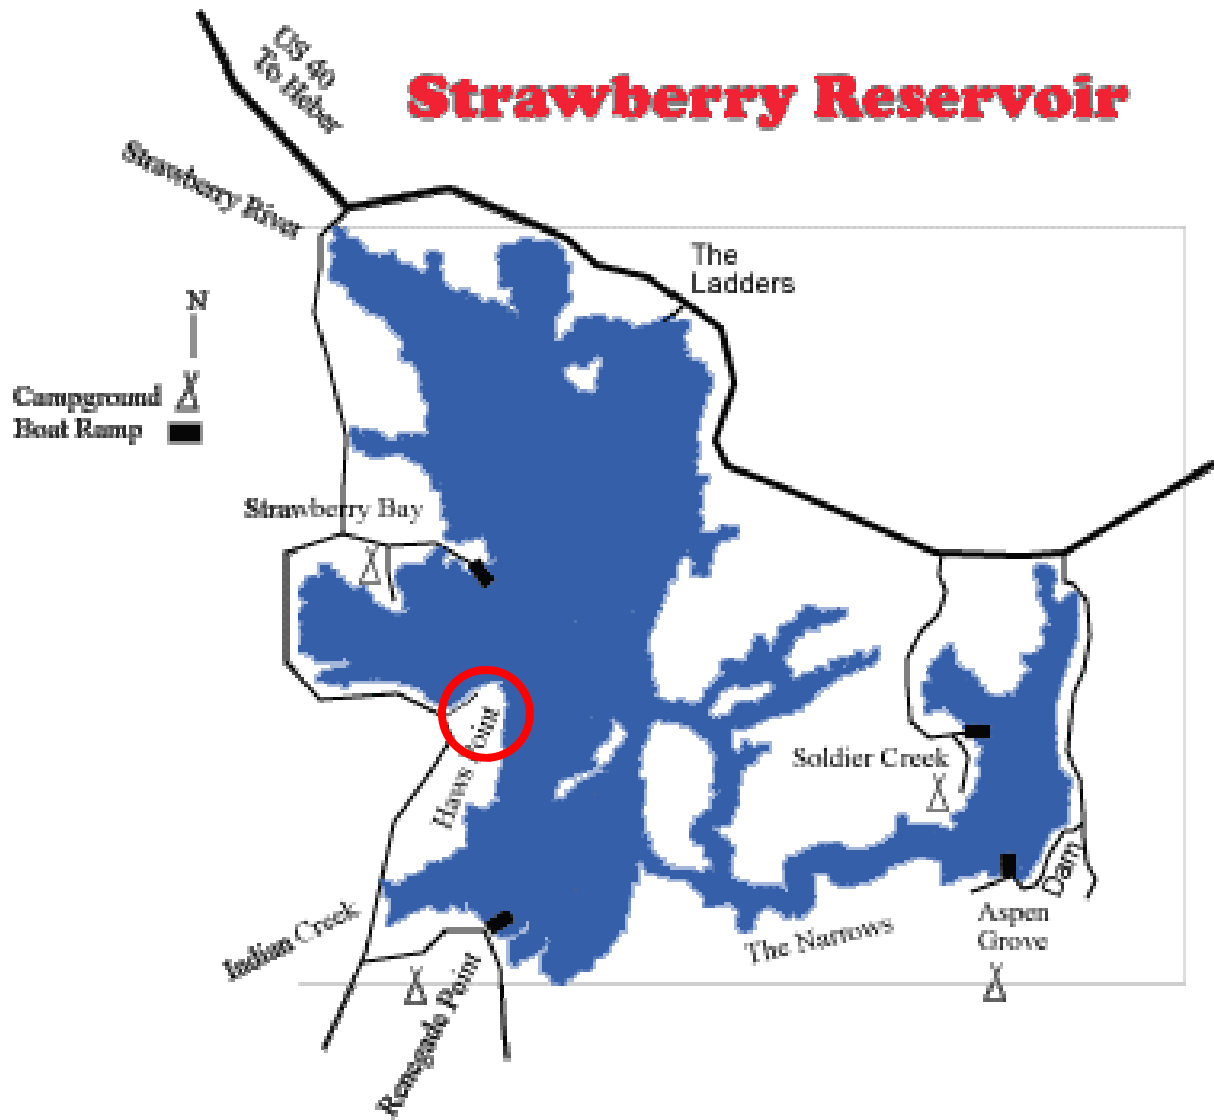 US 40
To Heber
Strawberry Reservoir
Strawberry River
The
Ladders
N
Campground
Boat Ramp
Strawberry Bay
Haws Point
Soldier Creek
Dam
Indian Creek
The Narrows
Aspen
Grove
Renegade Point